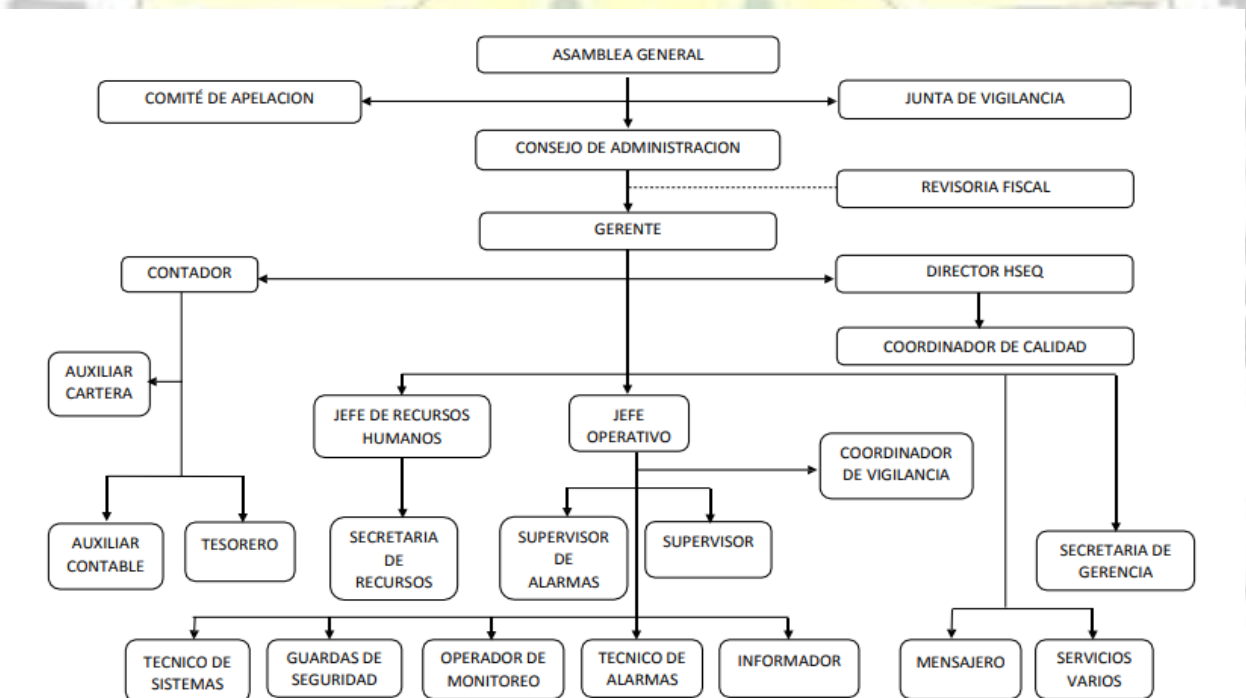 ASAMBLEA GENERAL
COMITÉ DE APELACION
JUNTA DE VIGILANCIA
CONSEJO DE ADMINISTRACION
REVISORIA FISCAL
GERENTE
CONTADOR
DIRECTOR HSEQ
COORDINADOR DE CALIDAD
AUXILIAR
CARTERA
JEFE DE RECURSOS
HUMANOS
JEFE
OPERATIVO
COORDINADOR
DE VIGILANCIA
AUXILIAR
CONTABLE
TESORERO
SECRETARIA
DE
RECURSOS
SUPERVISOR
DE
ALARMAS
SUPERVISOR
SECRETARIA DE
GERENCIA
TECNICO DE
SISTEMAS
GUARDAS DE
SEGURIDAD
OPERADOR DE
MONITOREO
TECNICO DE
ALARMAS
INFORMADOR
MENSAJERO
SERVICIOS
VARIOS